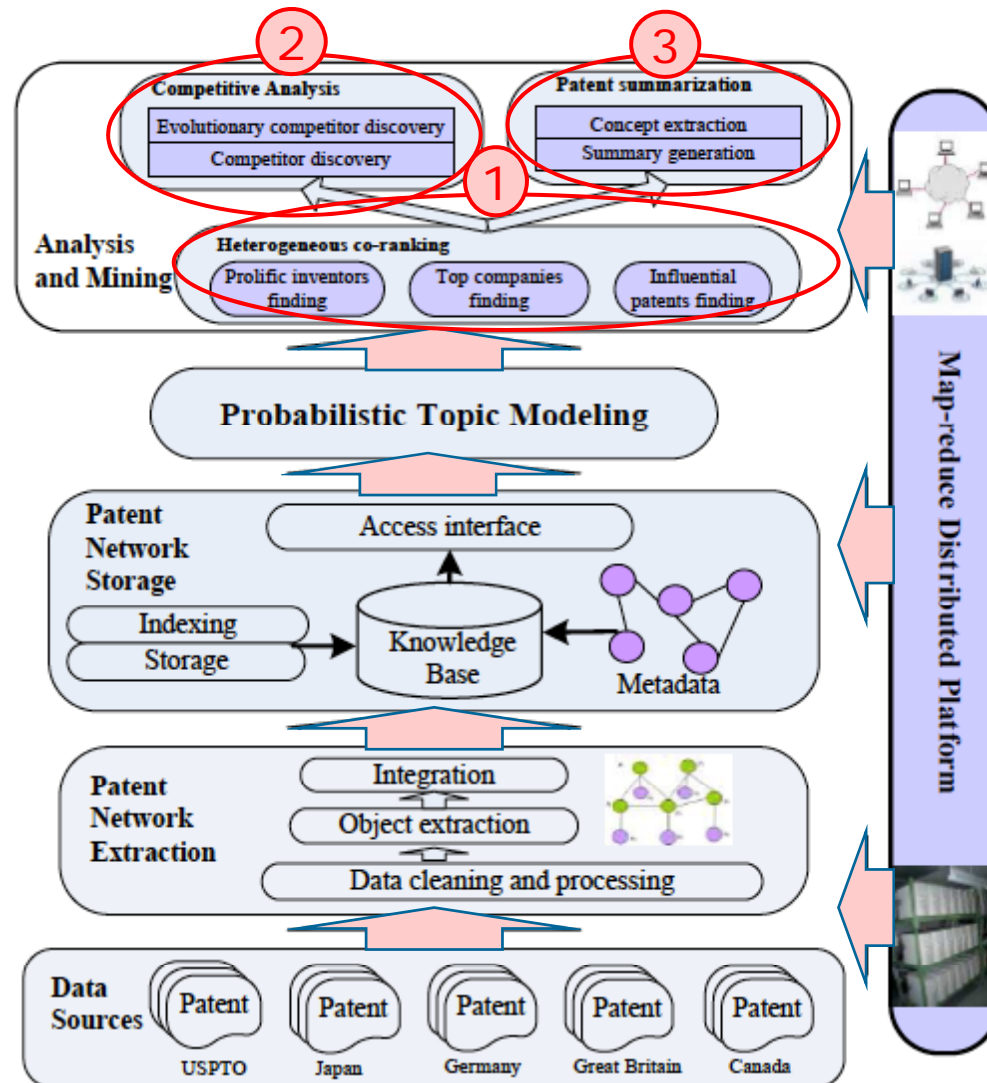 2
3
Competitive Analysis
Evolutionary competitor discovery
Competitor discovery
Patent summarization
Concept extraction
Summary generation
1
Analysis
and Mining
Heterogeneous co-ranking
Prolific inventors
finding
Top companies
finding
Influential
patents finding
Probabilistic Topic Modeling
Patent
Network
Storage
Access interface
Indexing
Storage
Knowledge
Base
Metadata
Patent
Network
Extraction
Integration
Object extraction
Data cleaning and processing
Data
Sources
Patent
USPTO
Patent
Japan
Patent
Germany
Patent
Great Britain
Patent
Canada
Map-reduce Distributed Platform